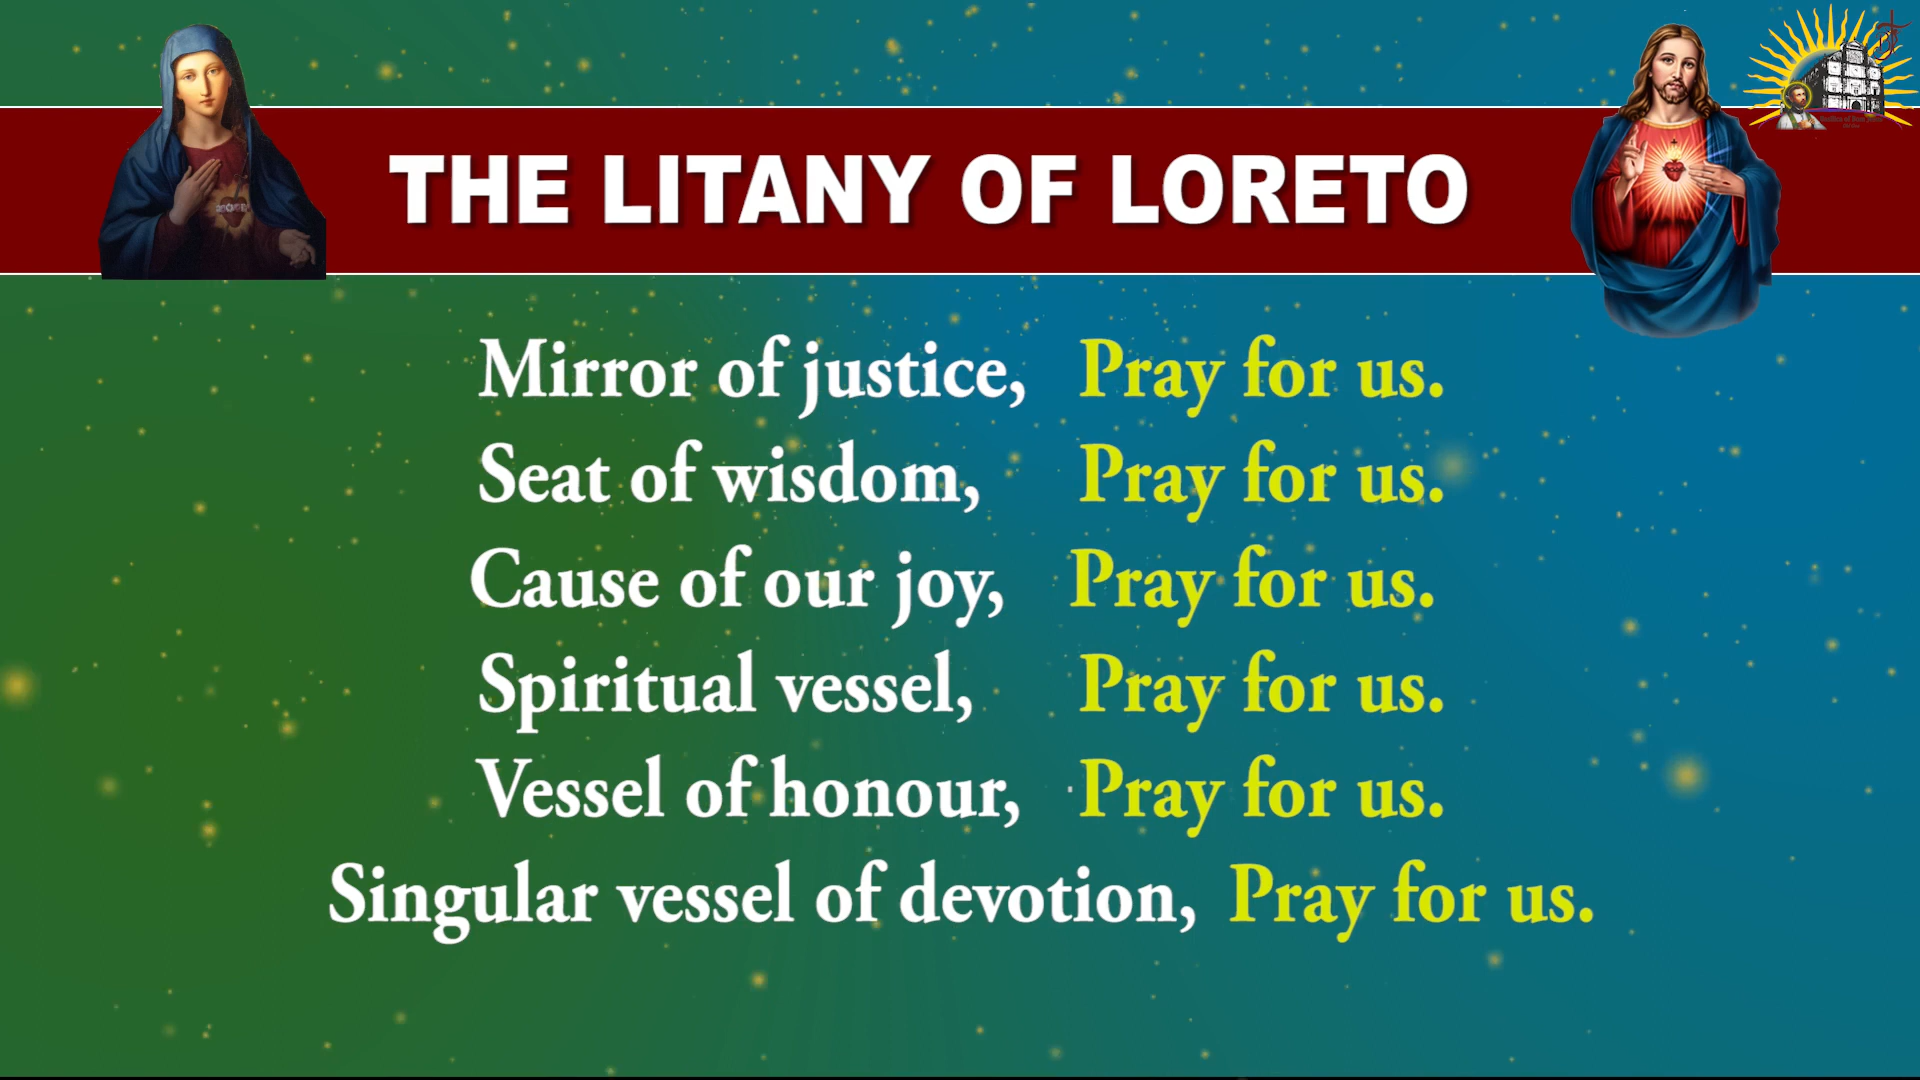 THE LITANY OF LORETO
Mirror of justice, Pray for us.
Seat of wisdom, Pray for us.
Cause of our joy, Pray for us.
Spiritual vessel, Pray for us.
Vessel of honour, Pray for us.
Singular vessel of devotion, Pray for us.